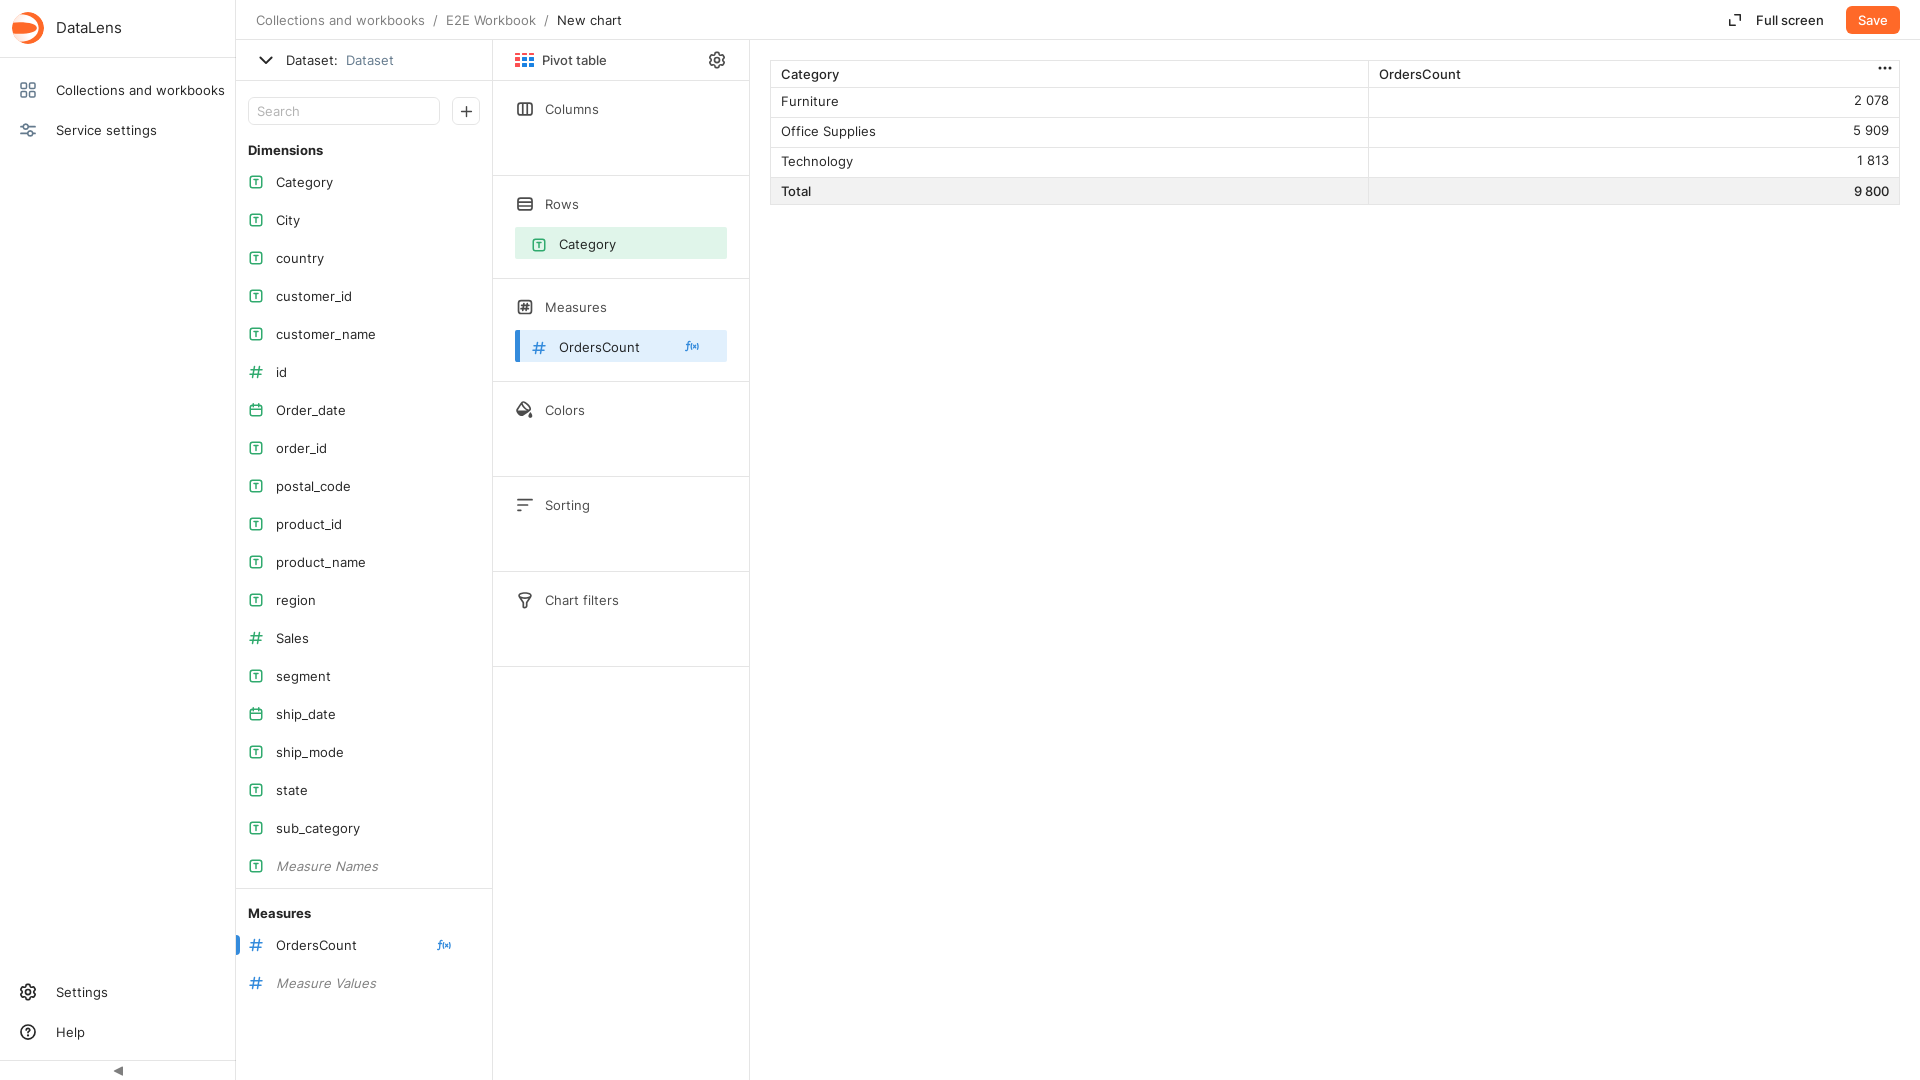 DataLens
Collections and workbooks
Service settings
Settings
Help
Collections and workbooks / E2E Workbook / New chart
Full screen
Save
Dataset: Dataset
Search
Dimensions
Category
City
country
customer_id
customer_name
id
Order_date
order_id
postal_code
product_id
product_name
region
Sales
segment
ship_date
ship_mode
state
sub_category
Measure Names
Measures
OrdersCount
Measure Values
Pivot table
Columns
Rows
Category
Measures
OrdersCount
Colors
Sorting
Chart filters
Category OrdersCount
Furniture 2 078
Office Supplies 5 909
Technology 1 813
Total 9 800